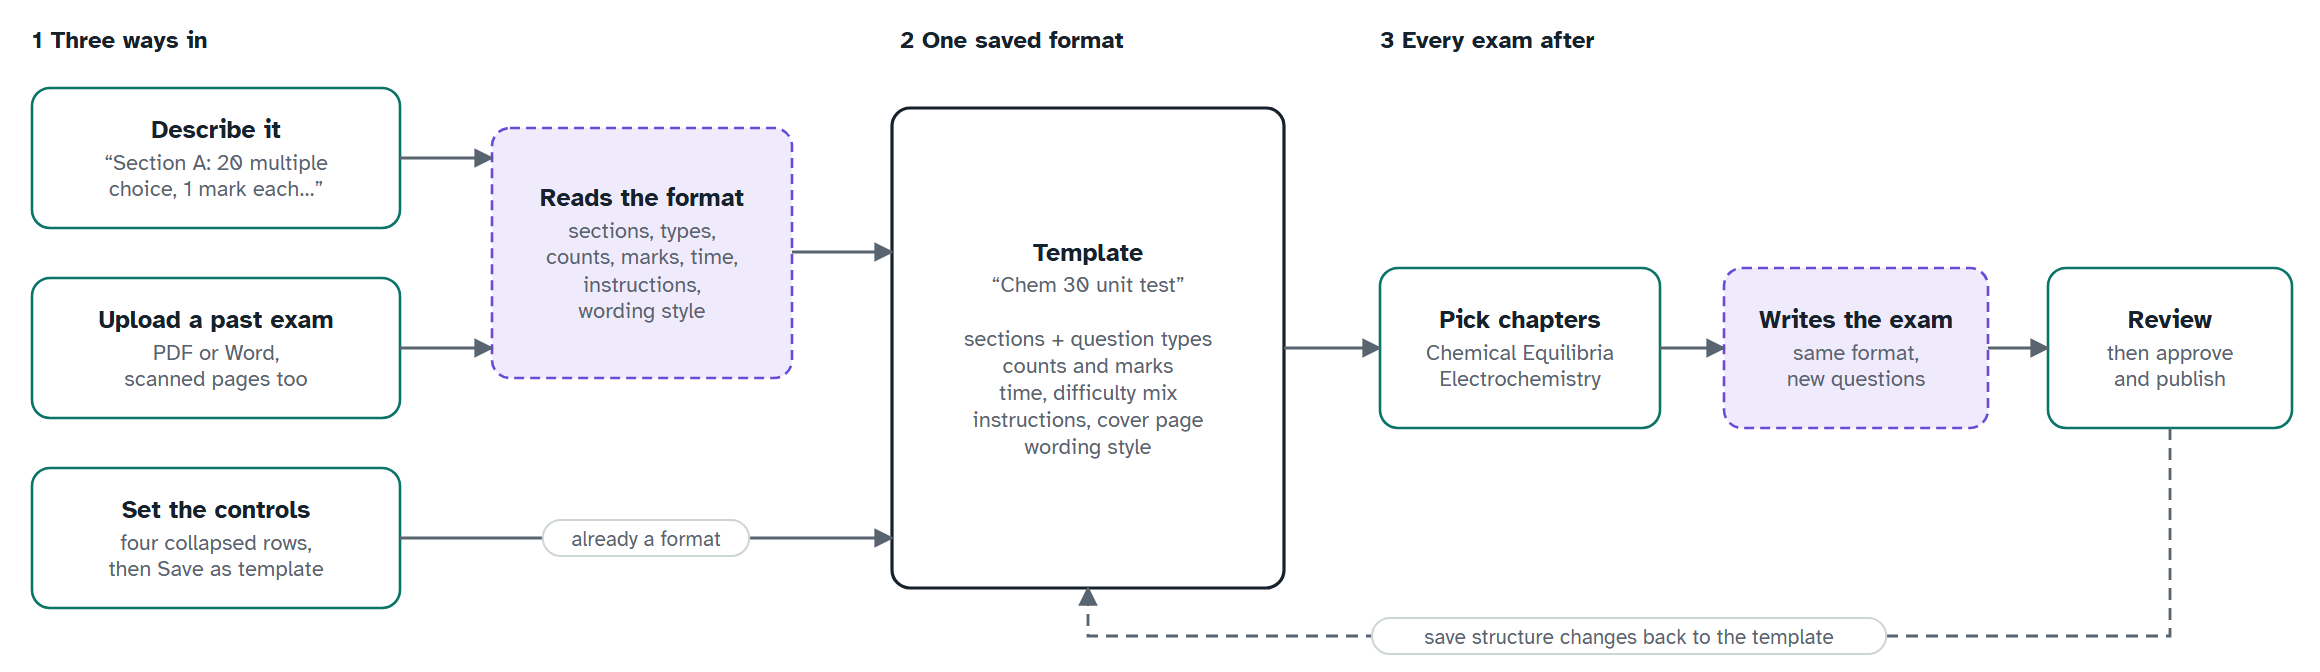 1 Three ways in
Describe it
“Section A: 20 multiple
choice, 1 mark each...”
Upload a past exam
PDF or Word,
scanned pages too
Set the controls
four collapsed rows,
then Save as template
Reads the format
sections, types,
counts, marks, time,
instructions,
wording style
already a format
2 One saved format
Template
“Chem 30 unit test”
sections + question types
counts and marks
time, difficulty mix
instructions, cover page
wording style
3 Every exam after
Pick chapters
Chemical Equilibria
Electrochemistry
Writes the exam
same format,
new questions
Review
then approve
and publish
save structure changes back to the template